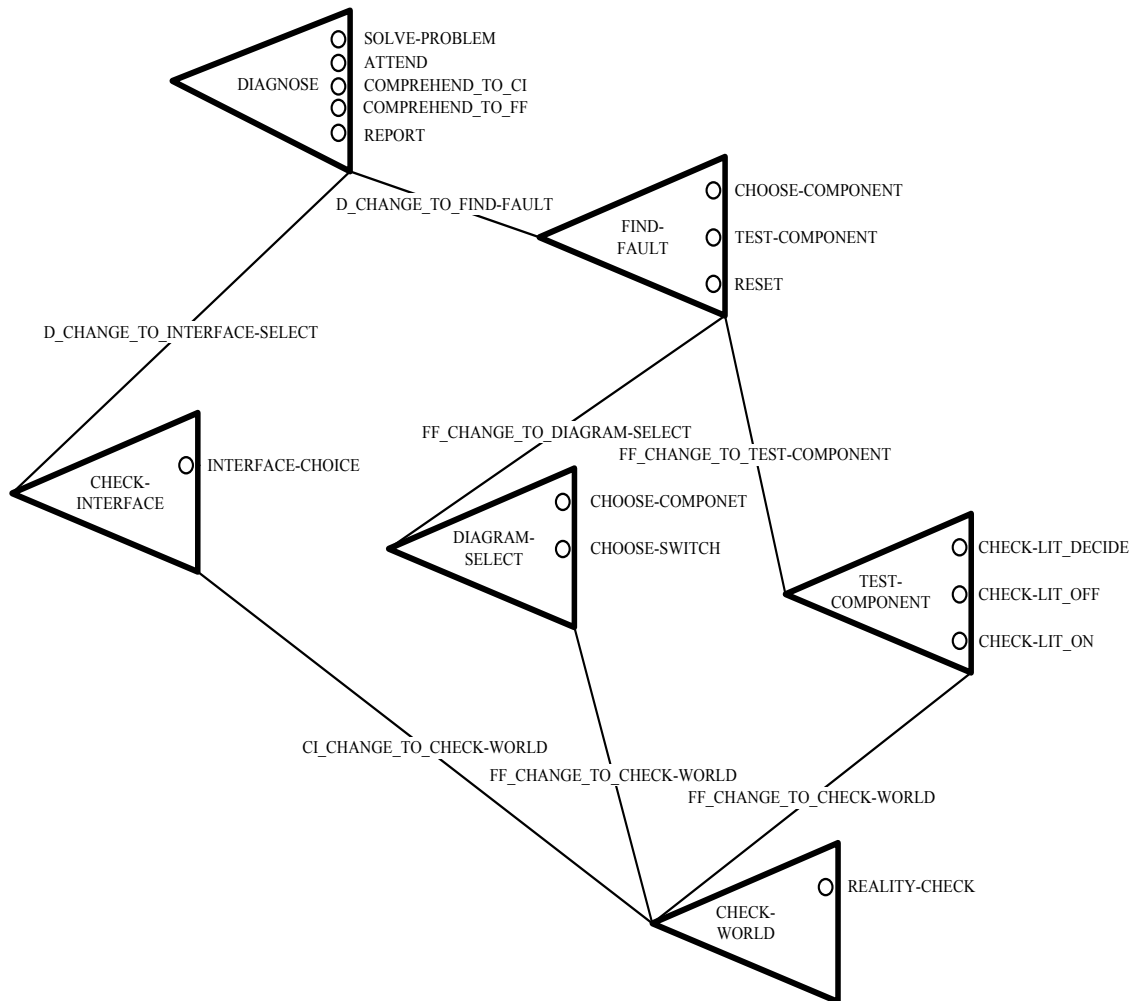 SOLVE-PROBLEM
ATTEND
DIAGNOSE
COMPREHEND_TO_CI
COMPREHEND_TO_FF
REPORT
D_CHANGE_TO_FIND-FAULT
CHOOSE-COMPONENT
FIND-
FAULT
TEST-COMPONENT
RESET
D_CHANGE_TO_INTERFACE-SELECT
FF_CHANGE_TO_DIAGRAM-SELECT
FF_CHANGE_TO_TEST-COMPONENT
INTERFACE-CHOICE
CHECK-
INTERFACE
CHOOSE-COMPONET
DIAGRAM-
SELECT
CHOOSE-SWITCH
CHECK-LIT_DECIDE
TEST-
COMPONENT
CHECK-LIT_OFF
CHECK-LIT_ON
CI_CHANGE_TO_CHECK-WORLD
FF_CHANGE_TO_CHECK-WORLD
FF_CHANGE_TO_CHECK-WORLD
REALITY-CHECK
CHECK-
WORLD